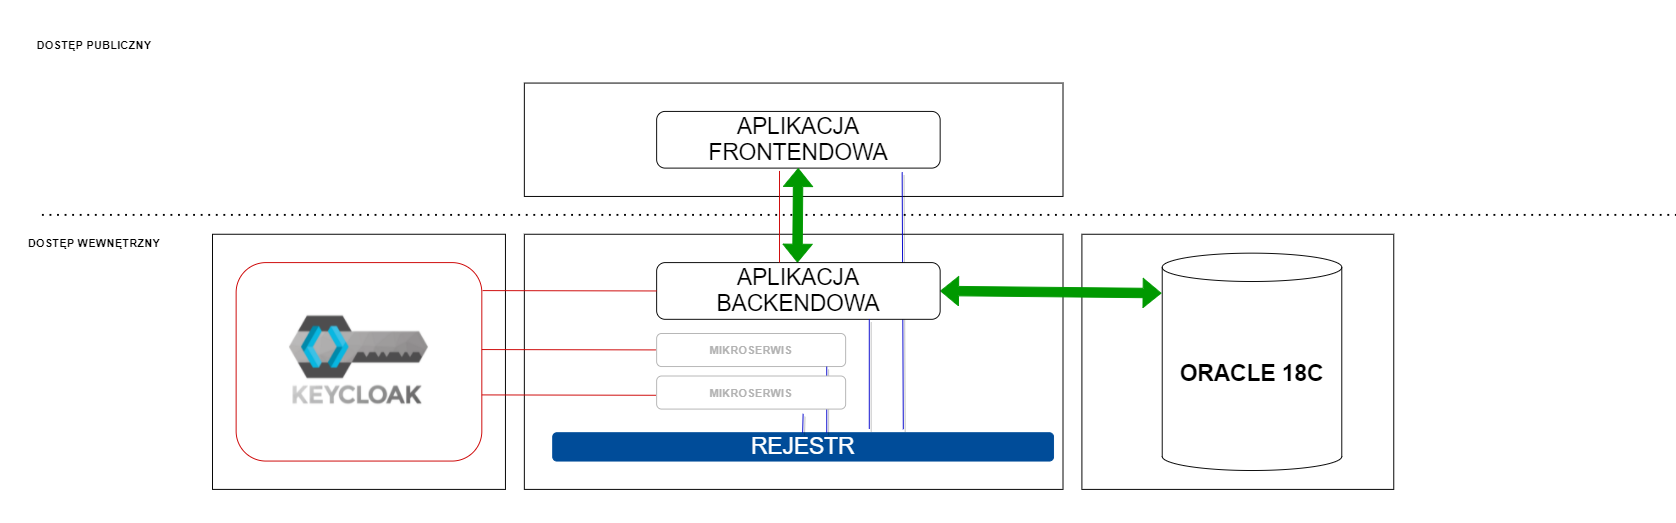 DOSTĘP PUBLICZNY
APLIKACJA
FRONTENDOWA
DOSTĘP WEWNĘTRZNY
KEYCLOAK
APLIKACJA
BACKENDOWA
MIKROSERWIS
MIKROSERWIS
REJESTR
ORACLE 18C